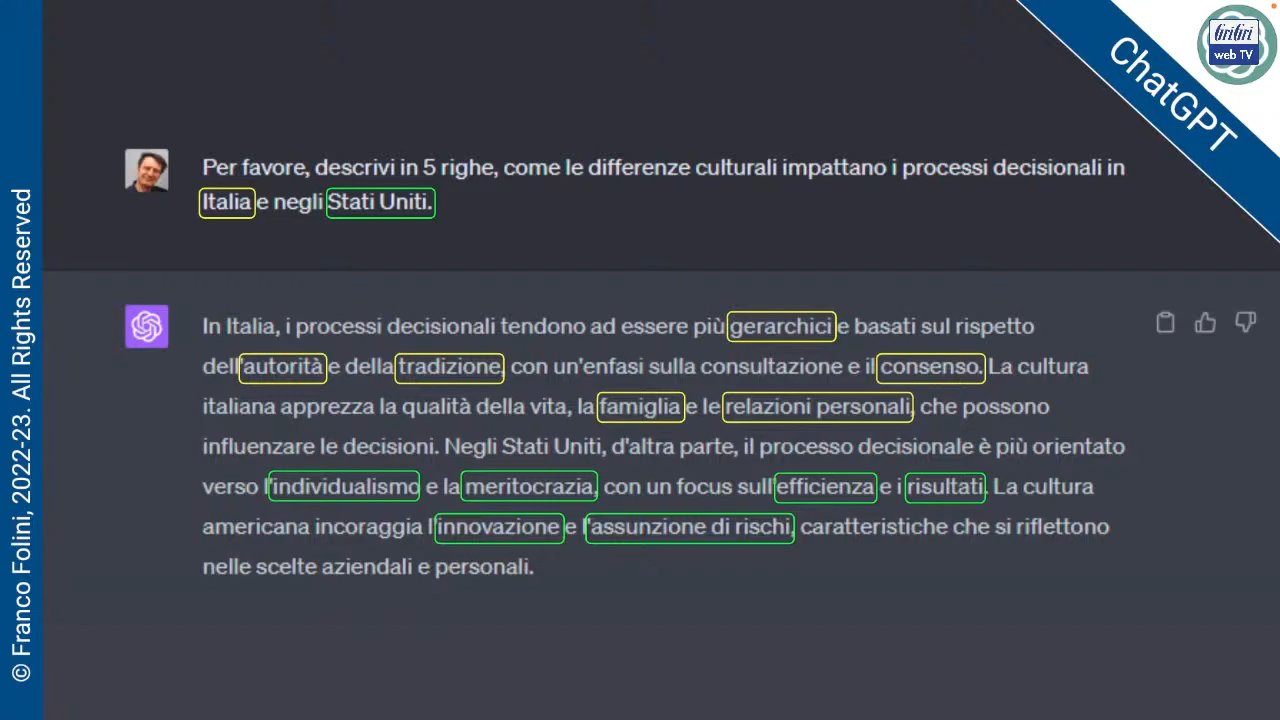 GriGri
web TV
ChatGPT
Per favore, descrivi in 5 righe, come le differenze culturali impattano i processi decisionali in
Italia e negli Stati Uniti.
In Italia, i processi decisionali tendono ad essere più gerarchici e basati sul rispetto
dell'autorità e della tradizione, con un'enfasi sulla consultazione e il consenso. La cultura
italiana apprezza la qualità della vita, la famiglia e le relazioni personali, che possono
influenzare le decisioni. Negli Stati Uniti, d'altra parte, il processo decisionale è più orientato
verso l'individualismo e la meritocrazia, con un focus sull'efficienza e i risultati. La cultura
americana incoraggia l'innovazione e l'assunzione di rischi, caratteristiche che si riflettono
nelle scelte aziendali e personali.
© Franco Folini, 2022-23. All Rights Reserved